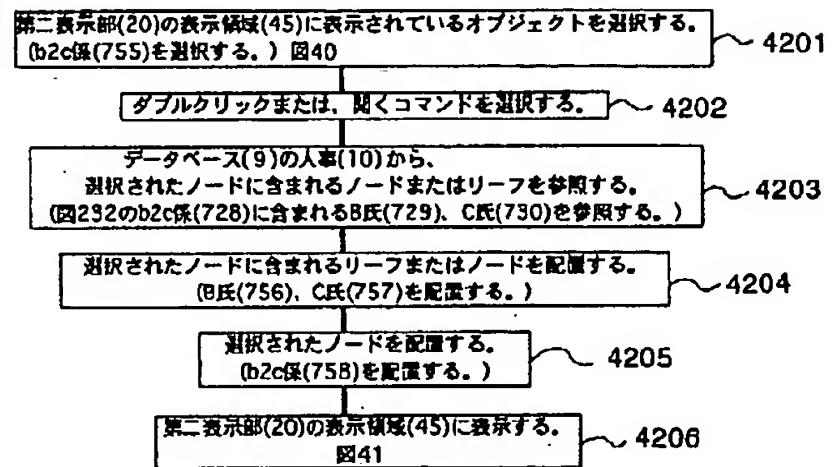 第二表示部(20)の表示領域(45)に表示されているオブジェクトを選択する。
(b2c係(755)を選択する。) 図40
4201
ダブルクリックまたは、開くコマンドを選択する。
4202
データベース(9)の人事(10)から、
選択されたノードに含まれるノードまたはリーフを参照する。
(図232のb2c係(728)に含まれるB氏(729)、C氏(730)を参照する。)
4203
選択されたノードに含まれるリーフまたはノードを配置する。
(B氏(756)、C氏(757)を配置する。)
4204
選択されたノードを配置する。
(b2c係(758)を配置する。)
4205
第二表示部(20)の表示領域(45)に表示する。
図41
4206